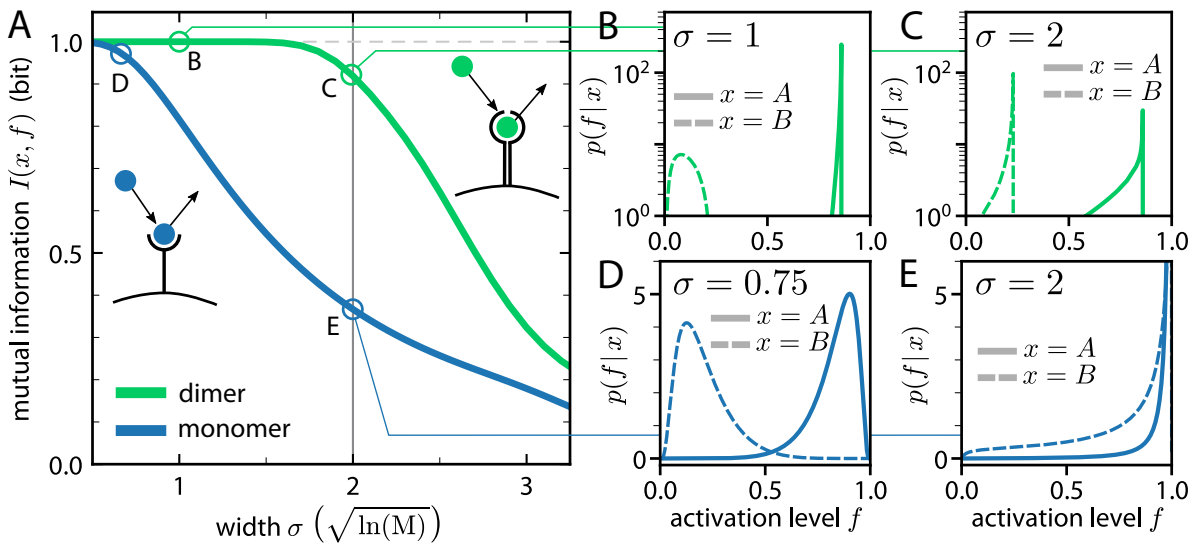 A
mutual information I(x, f) (bit)
1.0
0.5
0.0
B
D
C
E
dimer
monomer
1
2
3
width σ (√ln(M))
B
σ = 1
p(f | x)
10²
10¹
10⁰
x = A
x = B
0.0
0.5
1.0
C
σ = 2
p(f | x)
10²
10¹
10⁰
x = A
x = B
0.0
0.5
1.0
D
σ = 0.75
p(f | x)
5
0
x = A
x = B
0.0
0.5
1.0
activation level f
E
σ = 2
p(f | x)
5
0
x = A
x = B
0.0
0.5
1.0
activation level f